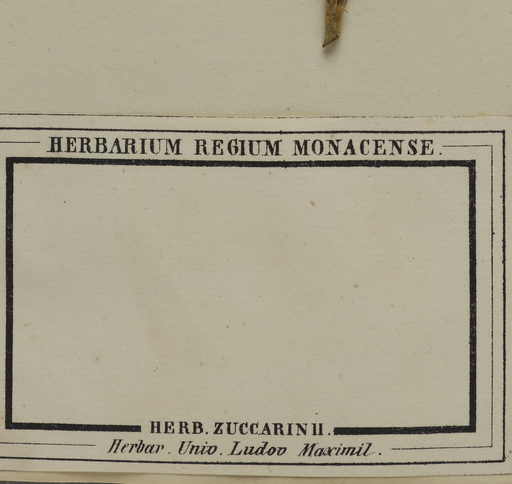 HERBARIUM REGIUM MONACENSE.
HERB. ZUCCARINII.
Herbar. Univ. Ludov Maximil.